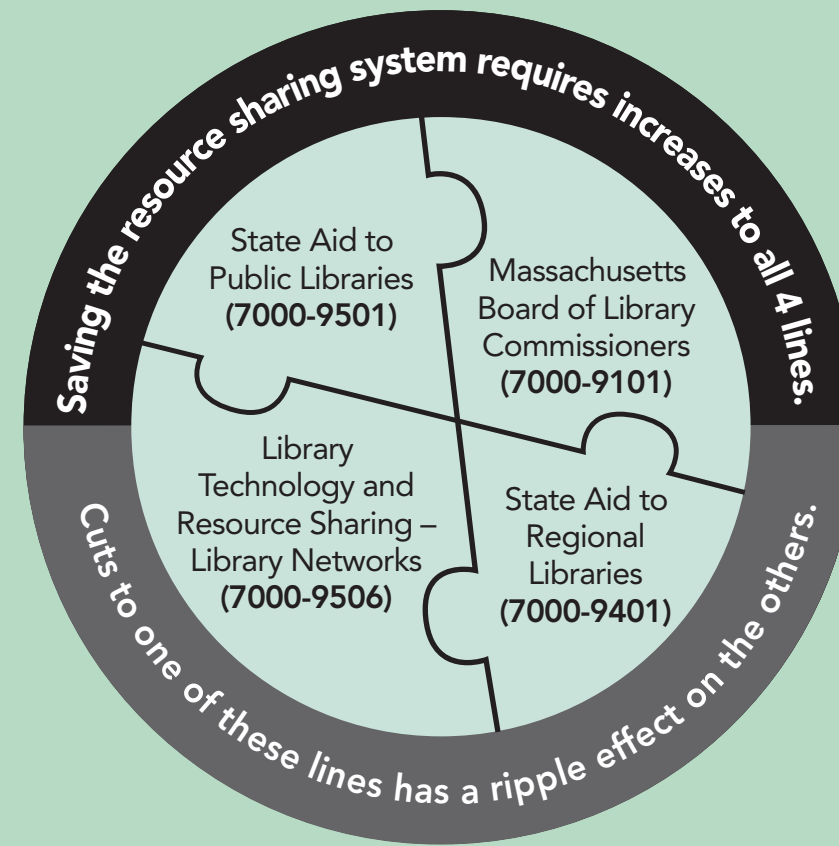 Saving the resource sharing system requires increases to all 4 lines.
State Aid to
Public Libraries
(7000-9501)
Massachusetts
Board of Library
Commissioners
(7000-9101)
Library
Technology and
Resource Sharing –
Library Networks
(7000-9506)
State Aid to
Regional
Libraries
(7000-9401)
Cuts to one of these lines has a ripple effect on the others.